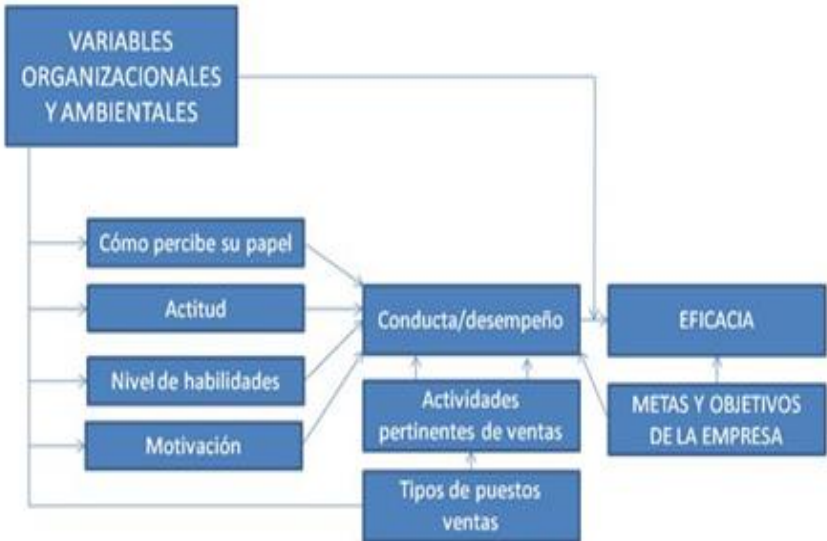 VARIABLES
ORGANIZACIONALES
Y AMBIENTALES
Cómo percibe su papel
Actitud
Nivel de habilidades
Motivación
Conducta/desempeño
EFICACIA
Actividades
pertinentes de ventas
METAS Y OBJETIVOS
DE LA EMPRESA
Tipos de puestos
ventas